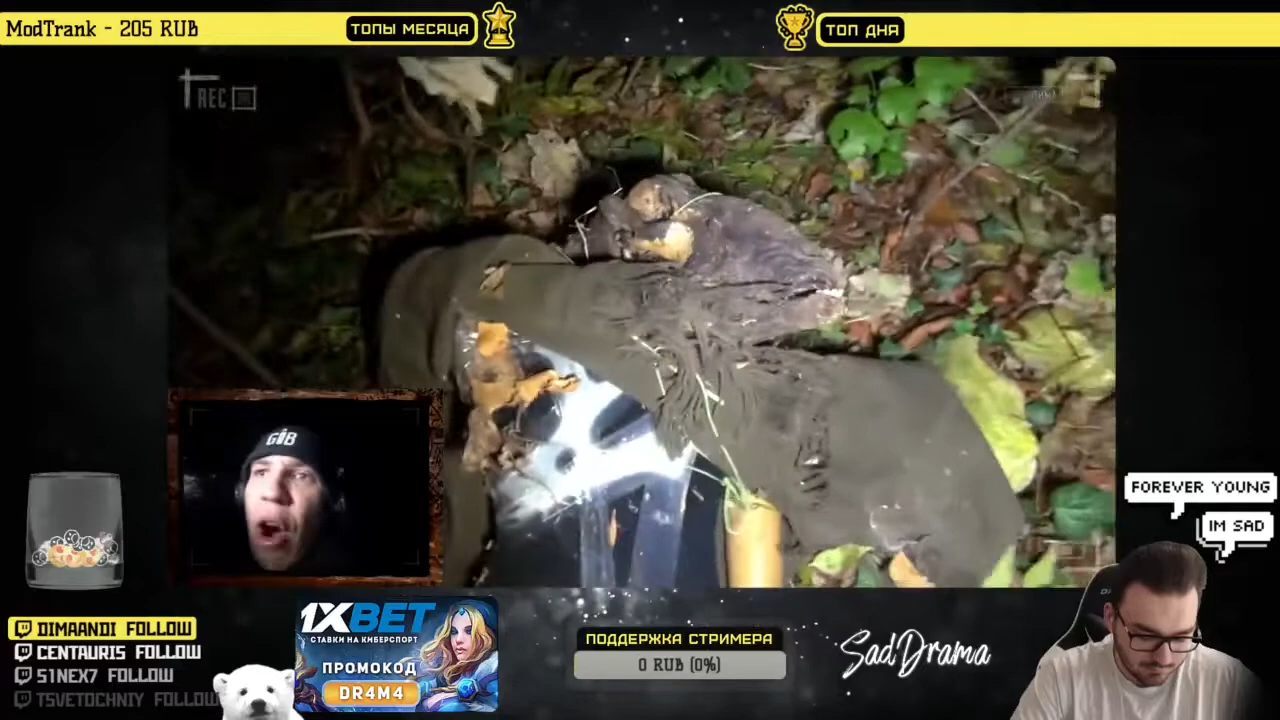 ModTrank - 205 RUB
ТОПЫ МЕСЯЦА
ТОП ДНЯ
REC
GIB
FOREVER YOUNG
IM SAD
DIMAANDI FOLLOW
CENTAURIS FOLLOW
S1NEX7 FOLLOW
TSVETOCHNIY FOLLOW
1XBET
СТАВКИ НА КИБЕРСПОРТ
ПРОМОКОД
DR4M4
ПОДДЕРЖКА СТРИМЕРА
0 RUB (0%)
SadDrama